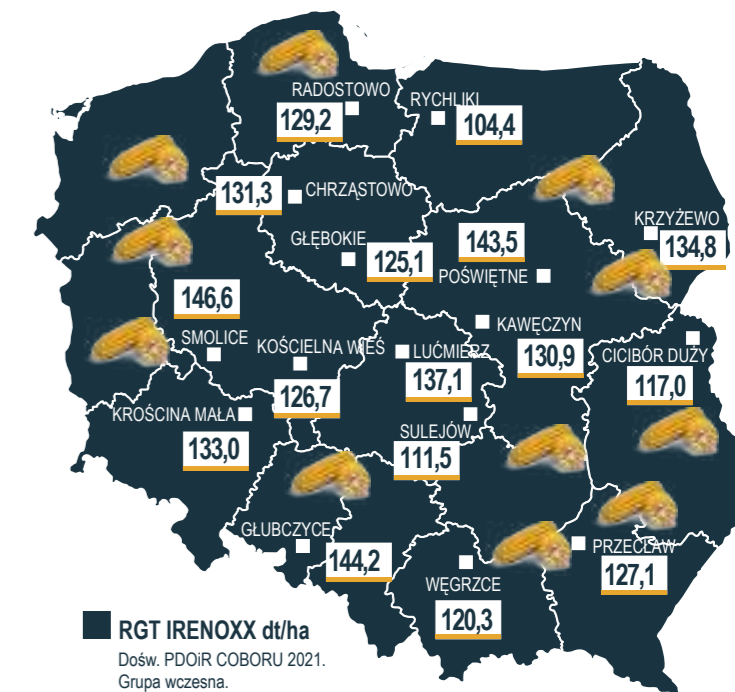 RADOSTOWO
129,2
RYCHLIKI
104,4
131,3
CHRZĄSTOWO
GŁĘBOKIE
125,1
143,5
POŚWIĘTNE
KRZYŻEWO
134,8
146,6
SMOLICE
KOŚCIELNA WIEŚ
126,7
LUĆMIERZ
137,1
KAWĘCZYN
130,9
CICIBÓR DUŻY
117,0
KROŚCINA MAŁA
133,0
SULEJÓW
111,5
GŁUBCZYCE
144,2
WĘGRZCE
120,3
PRZECŁAW
127,1
RGT IRENOXX dt/ha
Dośw. PDOiR COBORU 2021.
Grupa wczesna.